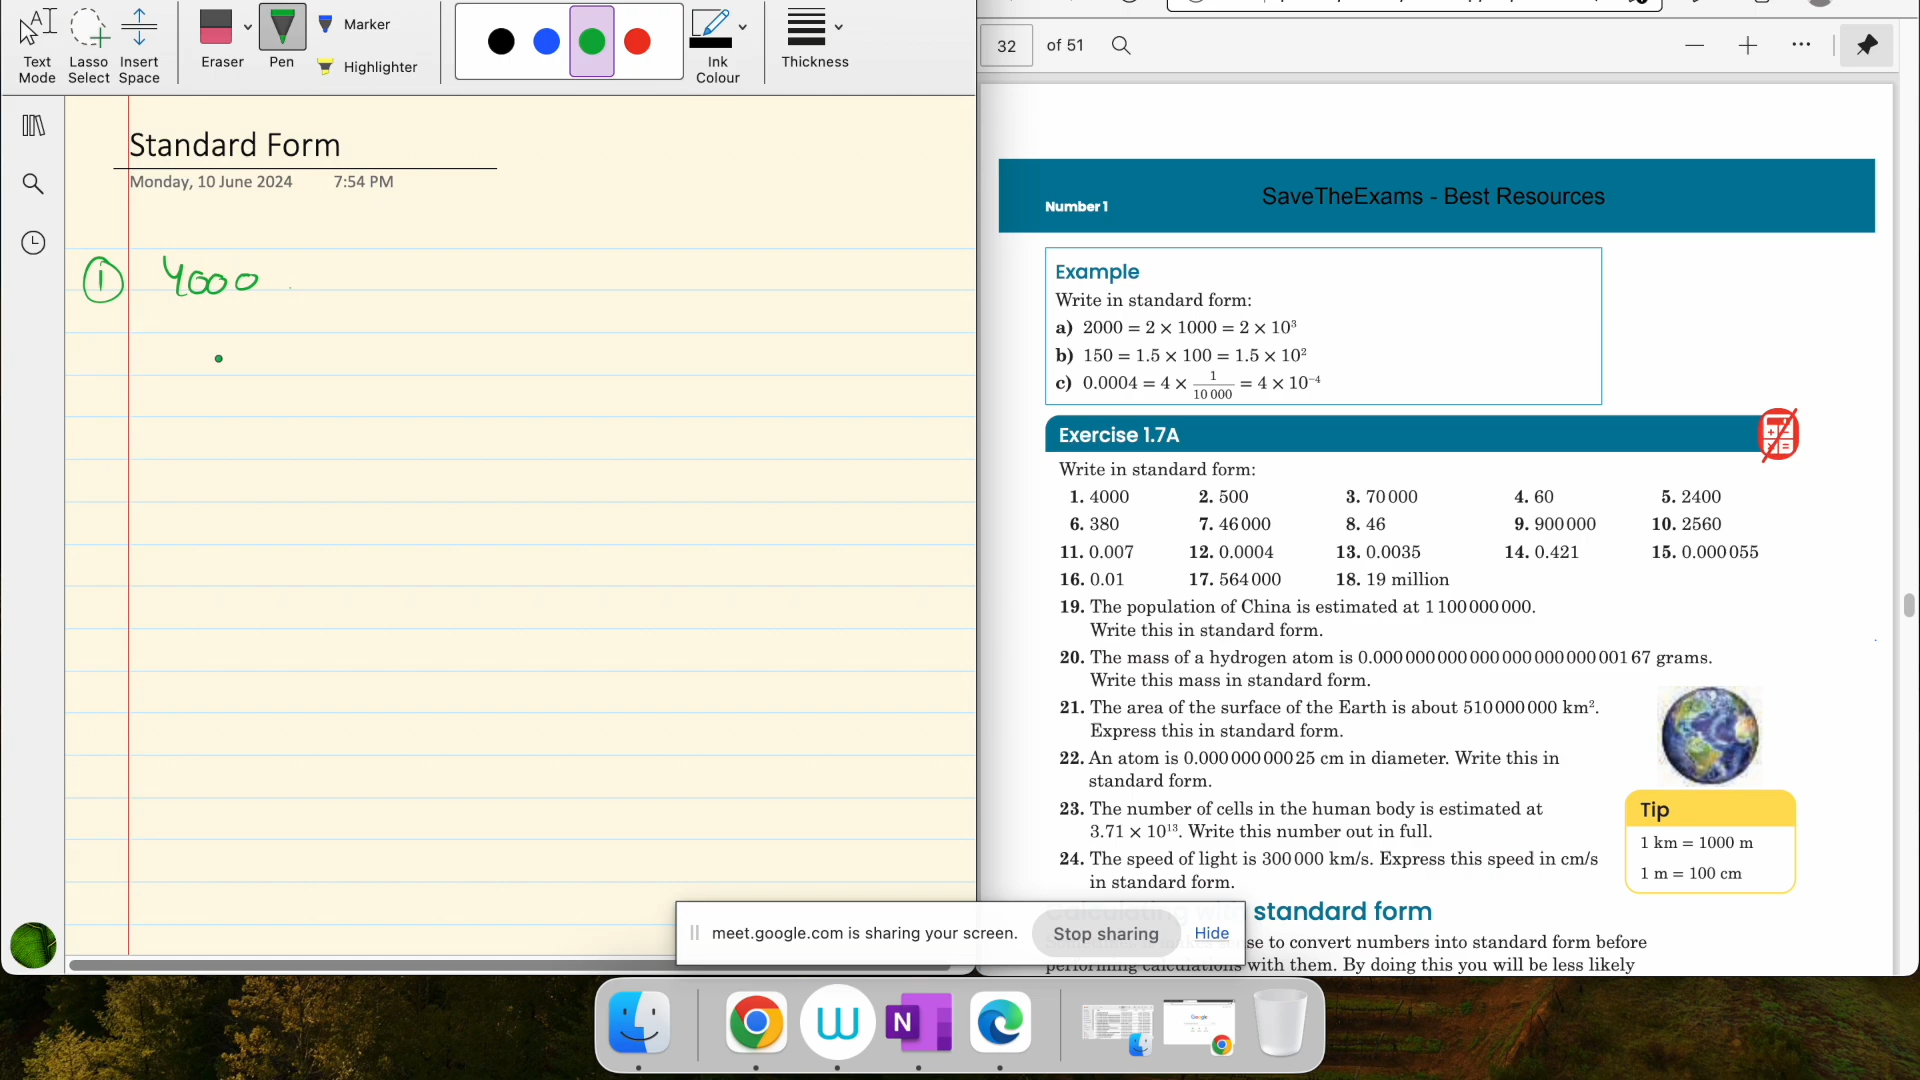 Text Mode
Lasso Select
Insert Space
Eraser
Pen
Marker
Highlighter
Ink Colour
Thickness
Standard Form
Monday, 10 June 2024 7:54 PM
① 4000
32 of 51
Number 1
SaveTheExams - Best Resources
Example
Write in standard form:
a) 2000 = 2 × 1000 = 2 × 10³
b) 150 = 1.5 × 100 = 1.5 × 10²
c) 0.0004 = 4 × 1/10 000 = 4 × 10⁻⁴
Exercise 1.7A
Write in standard form:
1. 4000 2. 500 3. 70 000 4. 60 5. 2400
6. 380 7. 46 000 8. 46 9. 900 000 10. 2560
11. 0.007 12. 0.0004 13. 0.0035 14. 0.421 15. 0.000 055
16. 0.01 17. 564 000 18. 19 million
19. The population of China is estimated at 1 100 000 000.
Write this in standard form.
20. The mass of a hydrogen atom is 0.000 000 000 000 000 000 000 001 67 grams.
Write this mass in standard form.
21. The area of the surface of the Earth is about 510 000 000 km².
Express this in standard form.
22. An atom is 0.000 000 000 25 cm in diameter. Write this in
standard form.
23. The number of cells in the human body is estimated at
3.71 × 10¹³. Write this number out in full.
24. The speed of light is 300 000 km/s. Express this speed in cm/s
in standard form.
Tip
1 km = 1000 m
1 m = 100 cm
standard form
se to convert numbers into standard form before
performing calculations with them. By doing this you will be less likely
meet.google.com is sharing your screen. Stop sharing Hide